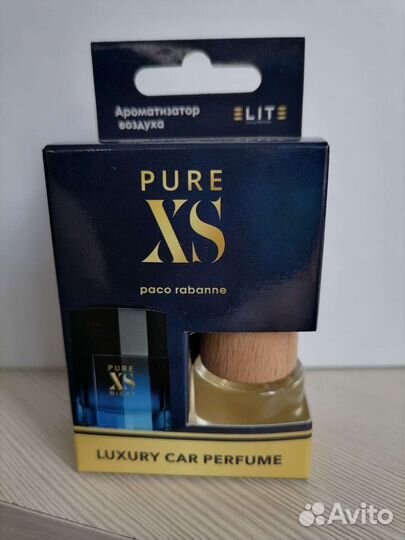 Ароматизатор
воздуха
ELITE
PURE
XS
paco rabanne
PURE
XS
NIGHT
LUXURY CAR PERFUME
Avito